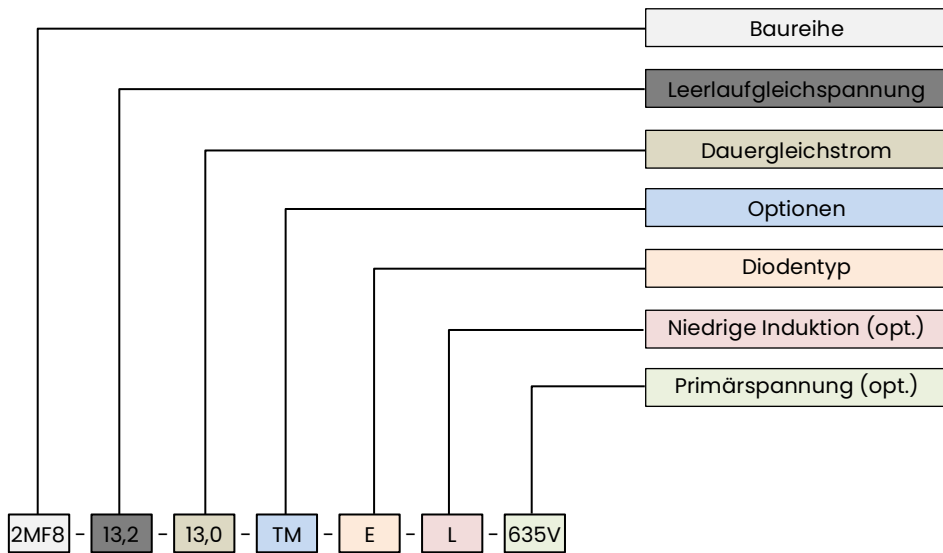 Baureihe
Leerlaufgleichspannung
Dauergleichstrom
Optionen
Diodentyp
Niedrige Induktion (opt.)
Primärspannung (opt.)
2MF8 - 13,2 - 13,0 - TM - E - L - 635V